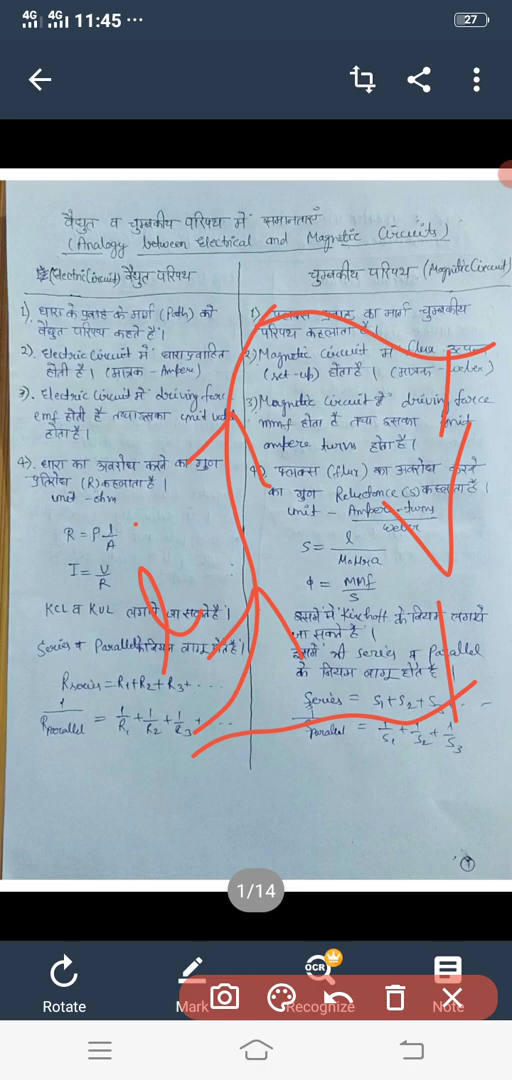 4G 4G 11:45 ...
27
वैद्युत व चुम्बकीय परिपथ में समानताएँ
(Analogy between Electrical and Magnetic Circuits)
(Electric Circuit) वैद्युत परिपथ
1). धारा के प्रवाह के मार्ग (Path) को
वैद्युत परिपथ कहते हैं।
2). Electric Circuit में धारा प्रवाहित
होती है। (मात्रक - Ampere)
3). Electric Circuit में driving force
emf होती है तथा इसका unit volt
होता है।
4). धारा का अवरोध करने का गुण
प्रतिरोध (R) कहलाता है।
unit - ohm
R = ρ l/A
I = V/R
KCL व KVL लगाये जा सकते है।
Series व Parallel के नियम लागू होते हैं।
Rseries = R1+R2+R3+ ...
1/Rparallel = 1/R1 + 1/R2 + 1/R3 + ...
चुम्बकीय परिपथ (Magnetic Circuit)
1) फ्लक्स प्रवाह का मार्ग चुम्बकीय
परिपथ कहलाता है।
2) Magnetic Circuit में flux उत्पन्न
(set-up) होता है। (मात्रक - weber)
3) Magnetic Circuit में driving force
mmf होता है तथा इसका unit
ampere turn होता है।
4). फ्लक्स (flux) का अवरोध करने
का गुण Reluctance (S) कहलाता है।
unit - Amper-turn/Weber
S = l/
ϕ = mmf/S
इसमें Kirchoff के नियम लगाये
जा सकते है।
इसमें भी series व Parallel
के नियम लागू होते है।
Series = S1+S2+S3 ...
1/Parallel = 1/S1 + 1/S2 + 1/S3
1/14
Rotate
Mark
OCR
Recognize
Note